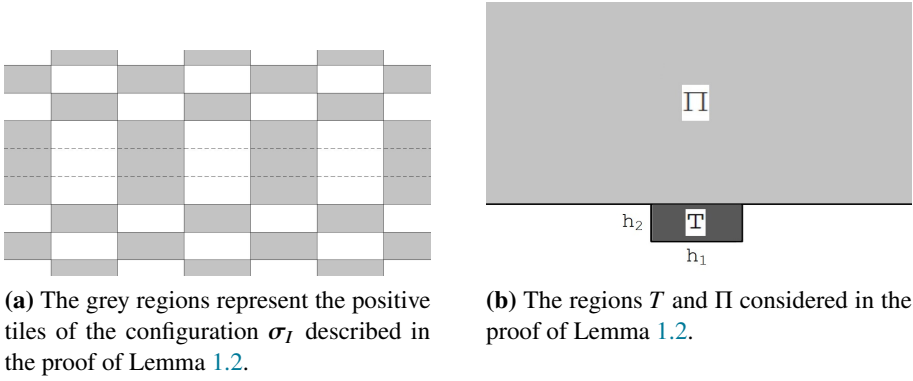 Π
T
h₂
h₁
(a) The grey regions represent the positive
tiles of the configuration σ_I described in
the proof of Lemma 1.2.
(b) The regions T and Π considered in the
proof of Lemma 1.2.